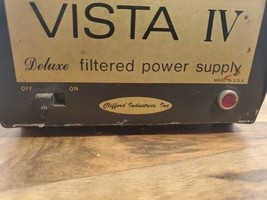 VISTA IV
Deluxe filtered power supply
MADE IN U.S.A.
OFF ON
Clifford Industries, Inc.